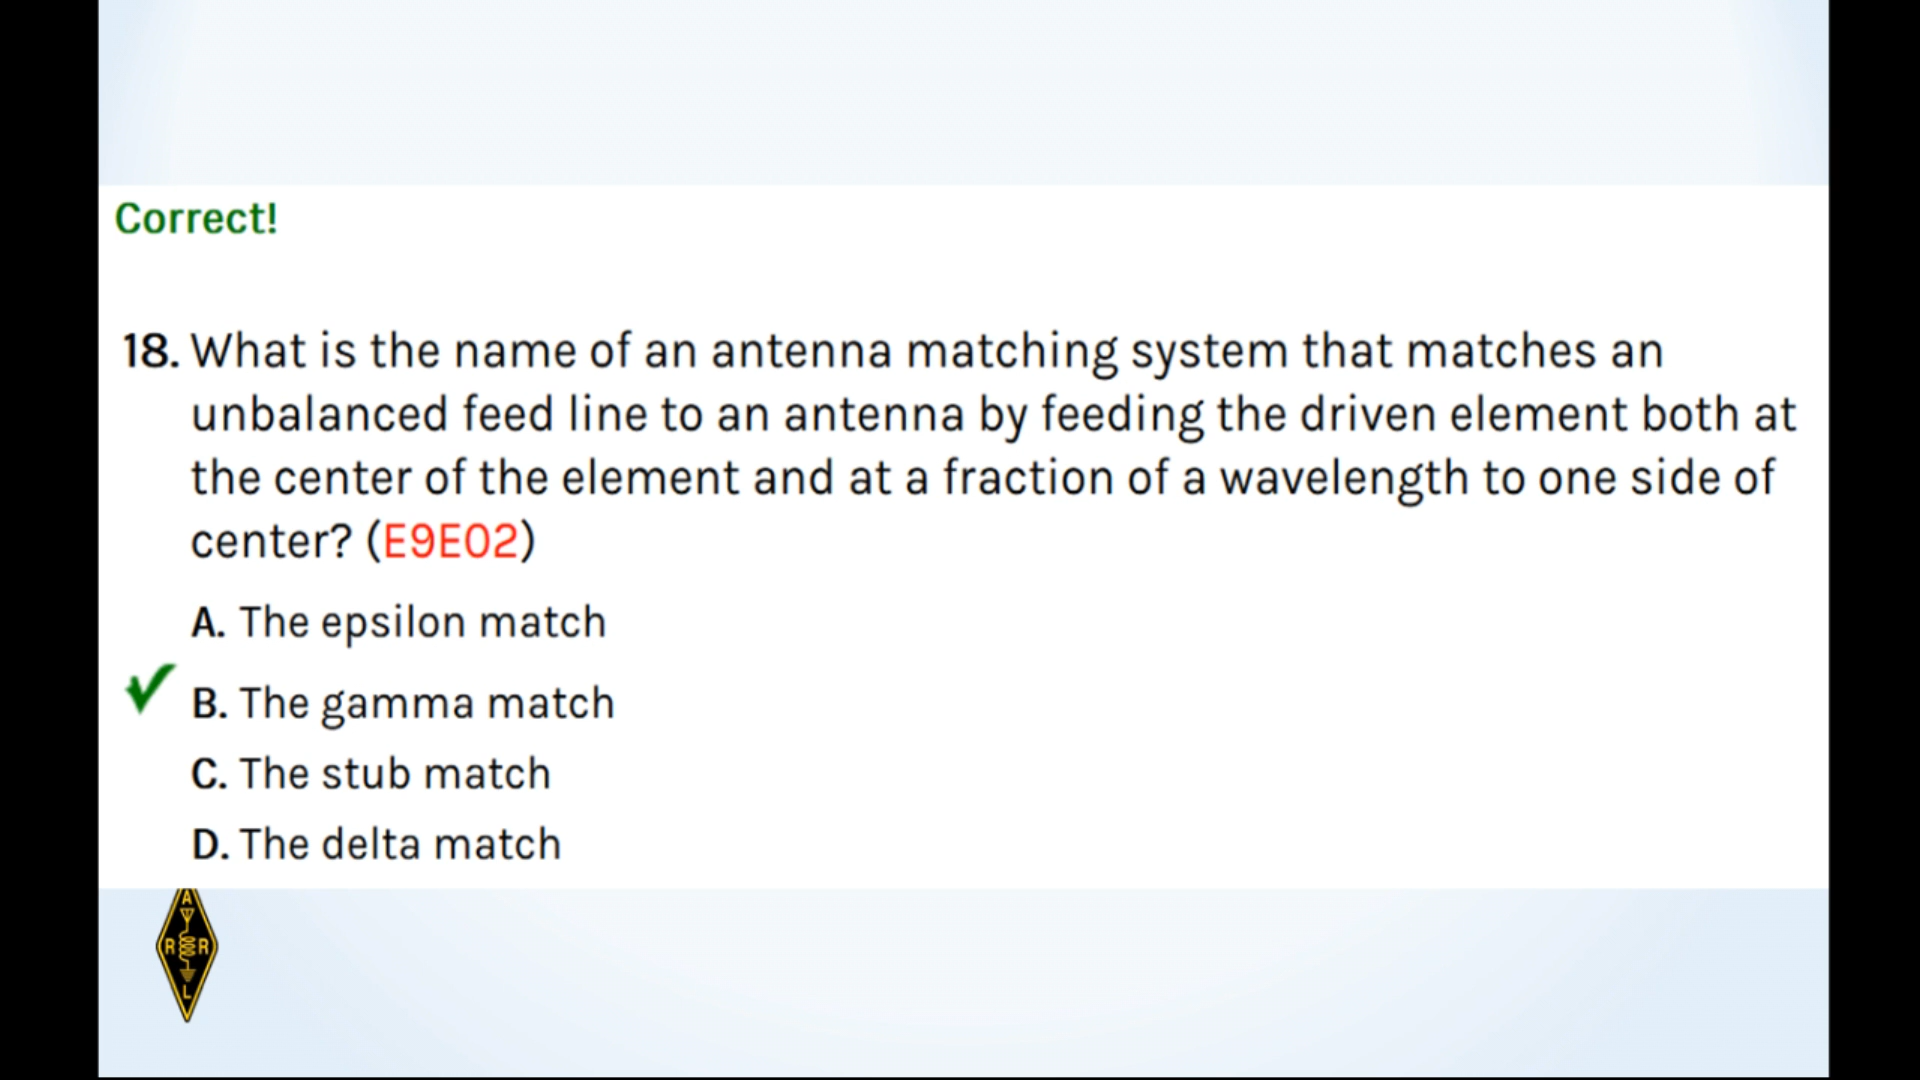 Correct!
18. What is the name of an antenna matching system that matches an
unbalanced feed line to an antenna by feeding the driven element both at
the center of the element and at a fraction of a wavelength to one side of
center? (E9E02)
A. The epsilon match
B. The gamma match
C. The stub match
D. The delta match
A
R R
L